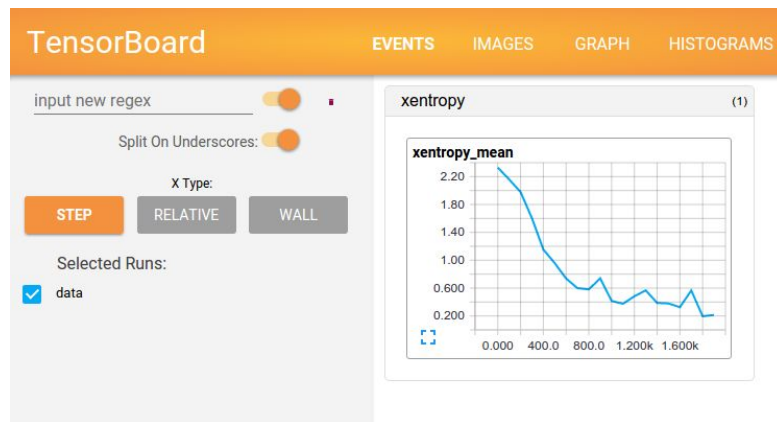 TensorBoard
EVENTS IMAGES GRAPH HISTOGRAMS
input new regex
Split On Underscores:
X Type:
STEP RELATIVE WALL
Selected Runs:
data
xentropy (1)
xentropy_mean
2.20
1.80
1.40
1.00
0.600
0.200
0.000 400.0 800.0 1.200k 1.600k